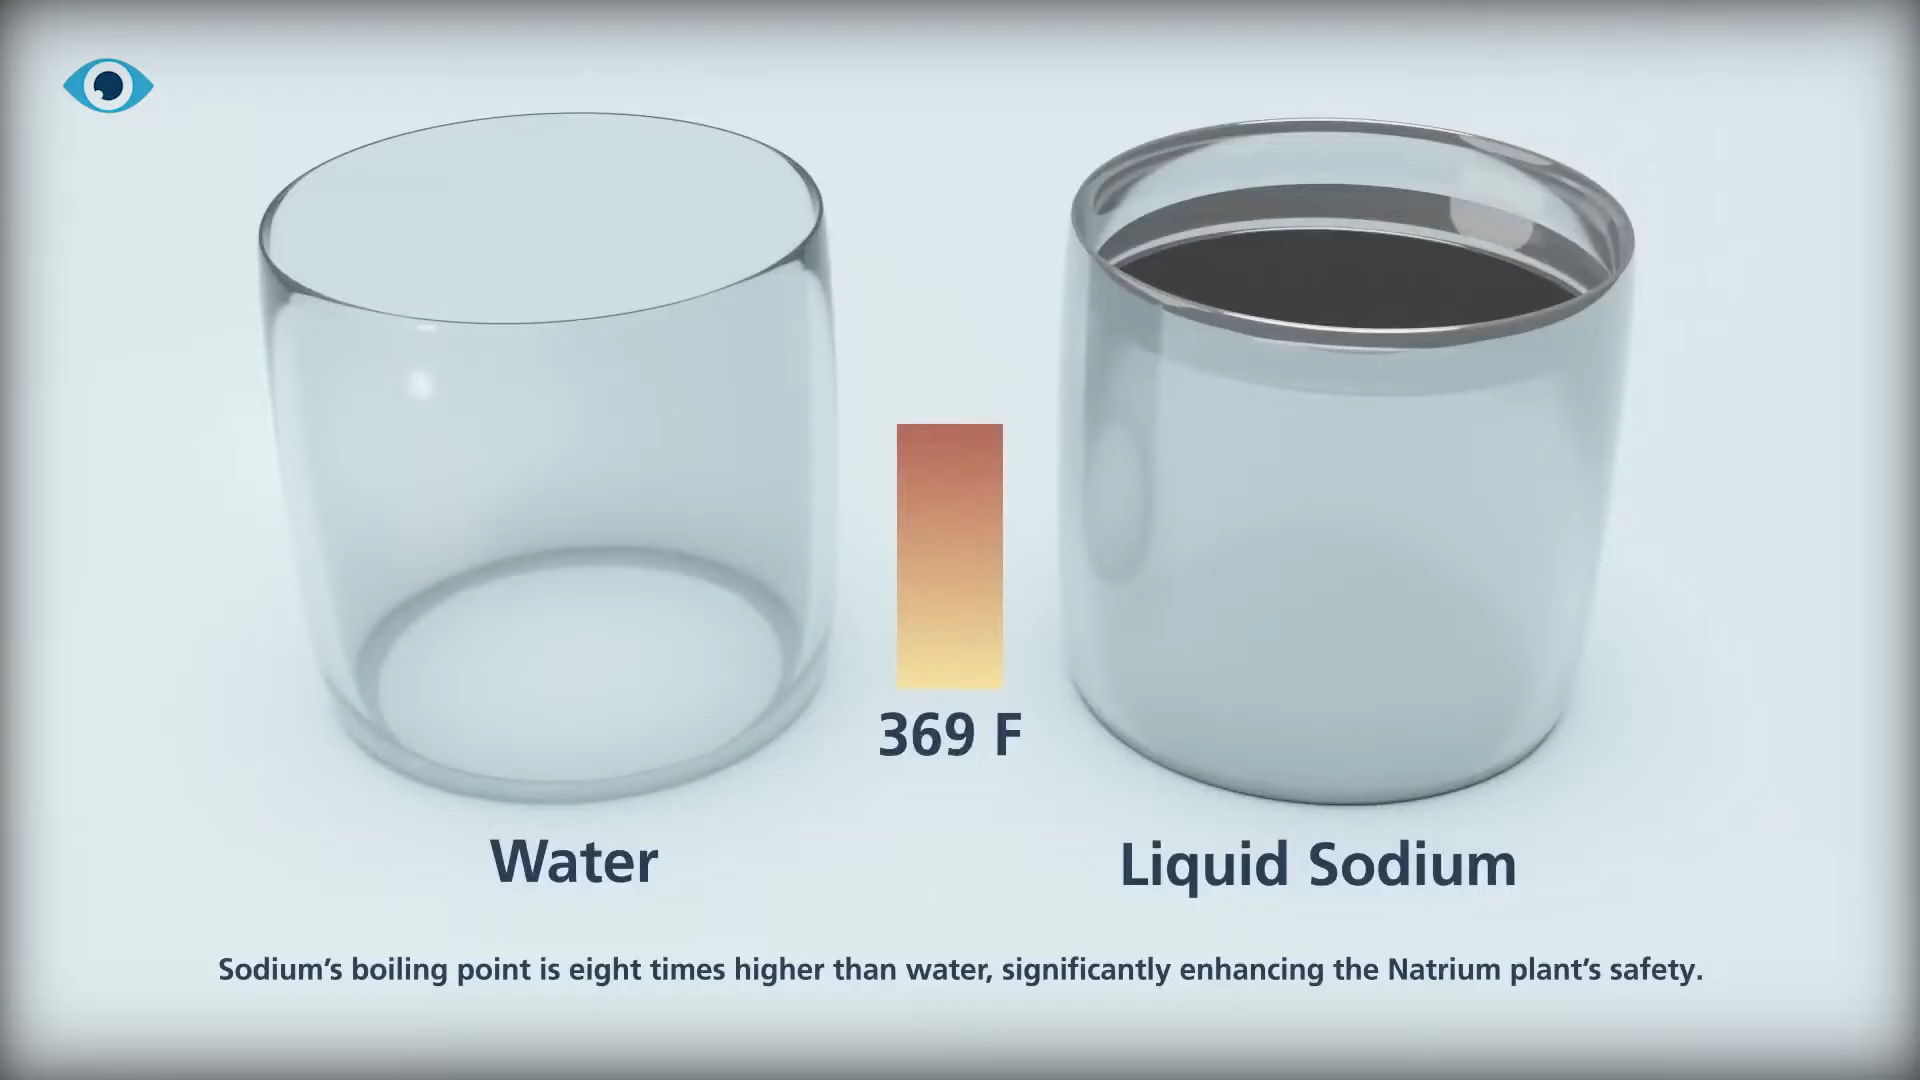 369 F
Water
Liquid Sodium
Sodium’s boiling point is eight times higher than water, significantly enhancing the Natrium plant’s safety.